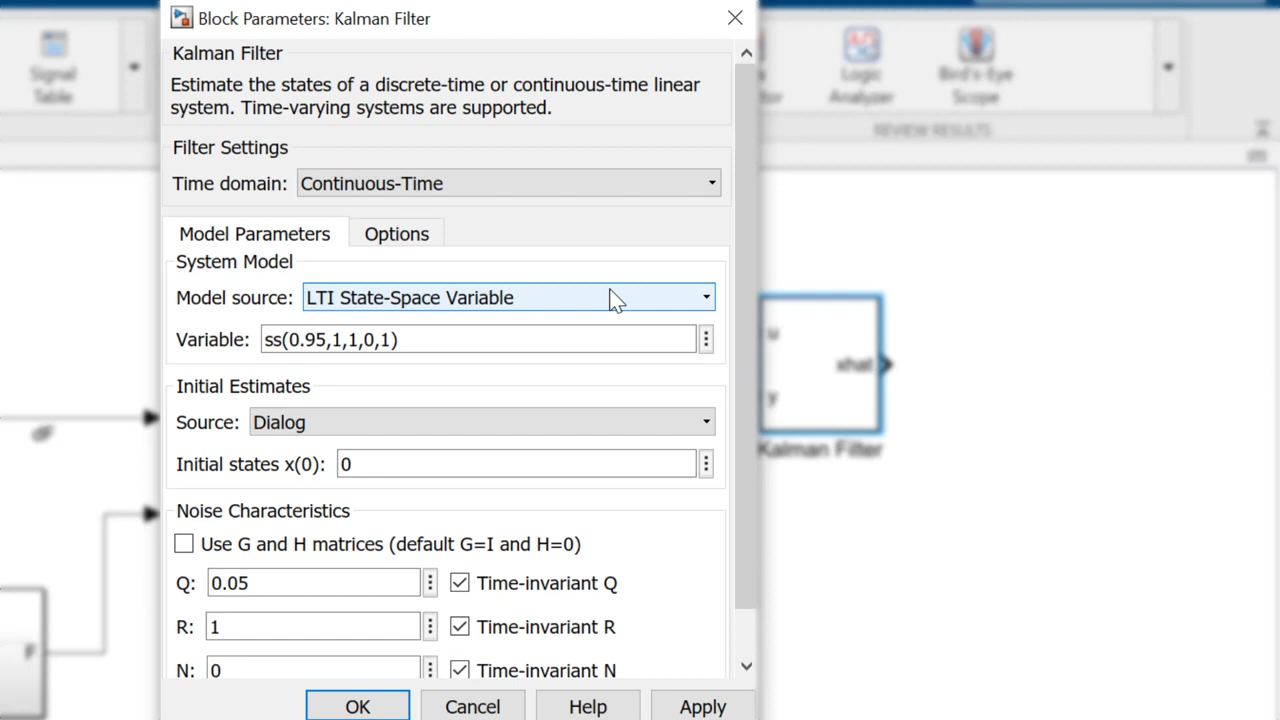 Block Parameters: Kalman Filter
Signal
Table
Logic
Analyzer
Bird's-Eye
Scope
REVIEW RESULTS
Kalman Filter
Estimate the states of a discrete-time or continuous-time linear
system. Time-varying systems are supported.
Filter Settings
Time domain: Continuous-Time
Model Parameters Options
System Model
Model source: LTI State-Space Variable
Variable: ss(0.95,1,1,0,1)
Initial Estimates
Source: Dialog
Initial states x(0): 0
Noise Characteristics
Use G and H matrices (default G=I and H=0)
Q: 0.05 Time-invariant Q
R: 1 Time-invariant R
N: 0 Time-invariant N
OK Cancel Help Apply
u
xhat
y
Kalman Filter